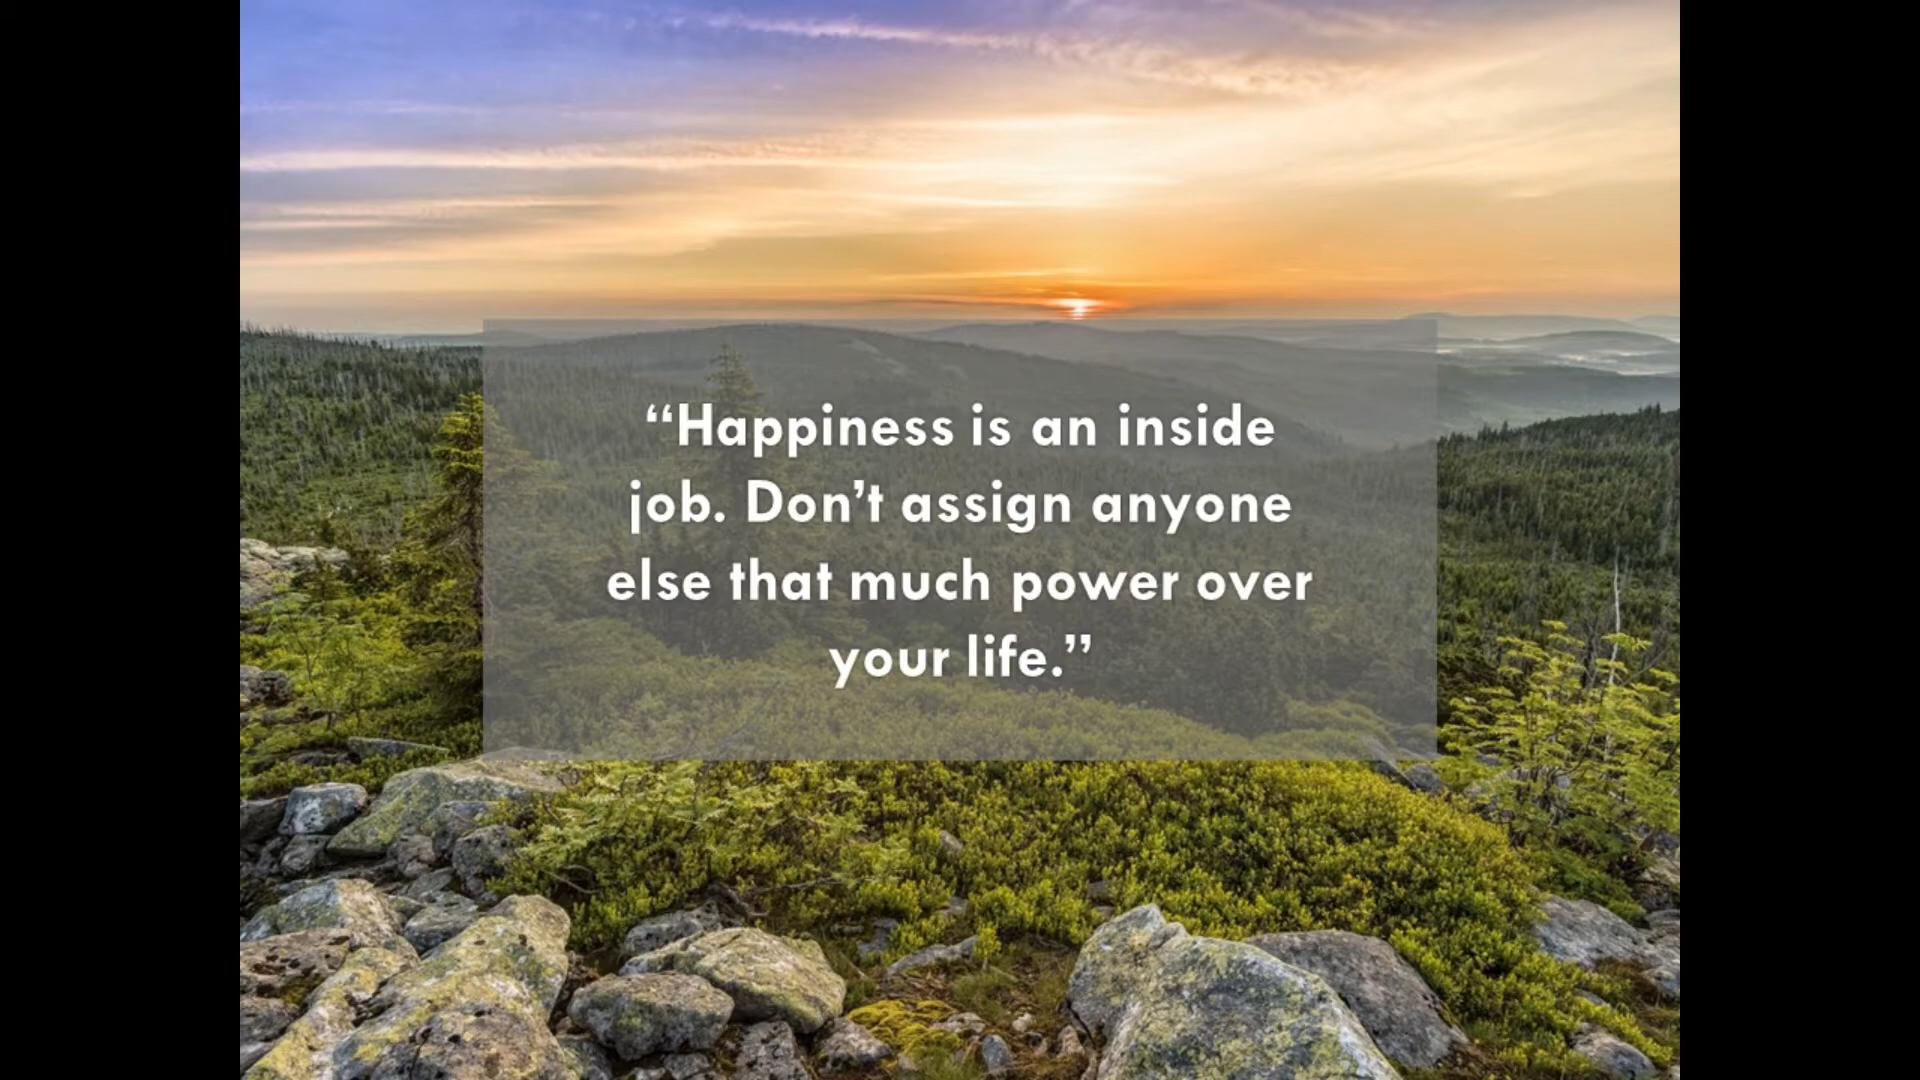 “Happiness is an inside
job. Don’t assign anyone
else that much power over
your life.”